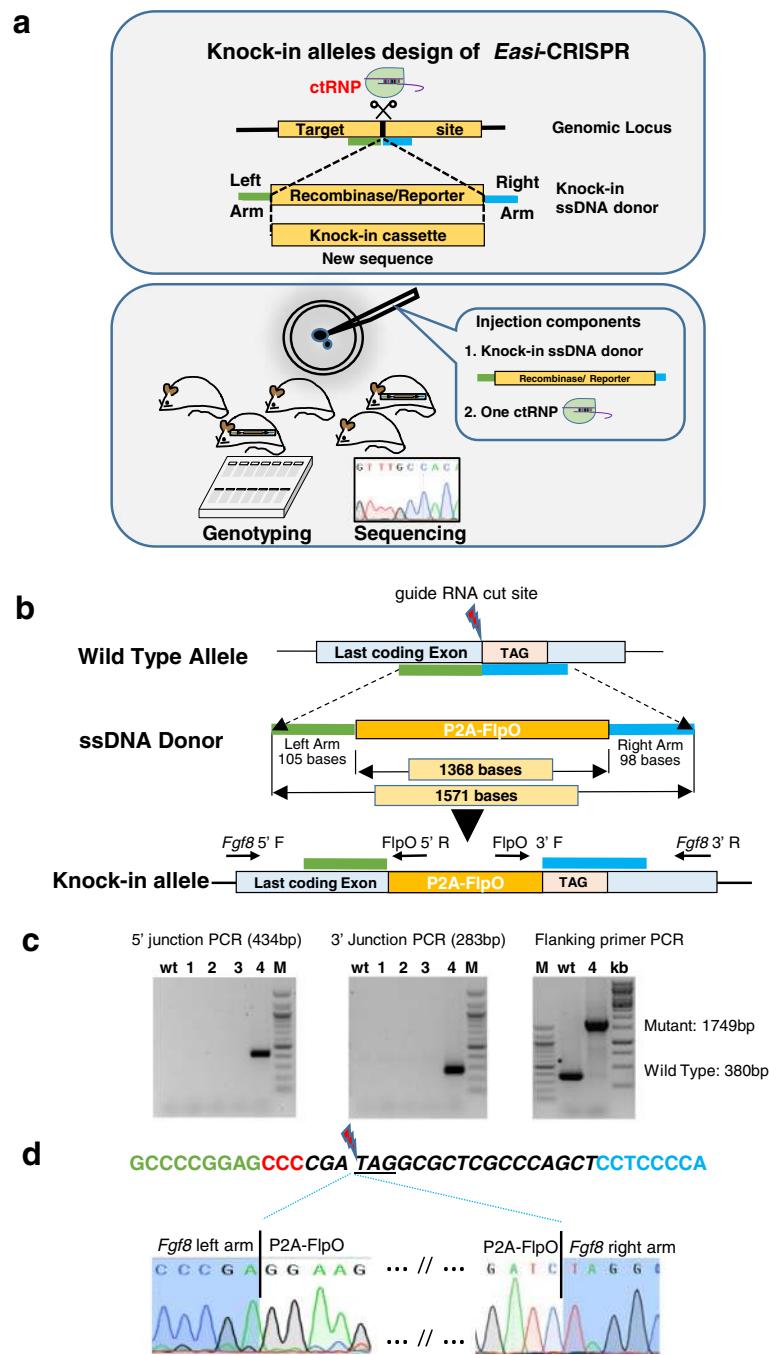 a
Knock-in alleles design of Easi-CRISPR
ctRNP
Target site
Genomic Locus
Left Arm
Recombinase/Reporter
Right Arm
Knock-in ssDNA donor
Knock-in cassette
New sequence
Injection components
1. Knock-in ssDNA donor
Recombinase/ Reporter
2. One ctRNP
GTTTGCCACA
Genotyping
Sequencing
b
guide RNA cut site
Wild Type Allele
Last coding Exon
TAG
ssDNA Donor
P2A-FlpO
Left Arm
105 bases
Right Arm
98 bases
1368 bases
1571 bases
Fgf8 5’ F
FlpO 5’ R
FlpO 3’ F
Fgf8 3’ R
Knock-in allele
Last coding Exon
P2A-FlpO
TAG
c
5’ junction PCR (434bp)
3’ Junction PCR (283bp)
Flanking primer PCR
wt 1 2 3 4 M
wt 1 2 3 4 M
M wt 4 kb
Mutant: 1749bp
Wild Type: 380bp
d
GCCCCGGAGCCCCGA TAGGCGCTCGCCCAGCTCCTCCCCA
Fgf8 left arm
P2A-FlpO
P2A-FlpO
Fgf8 right arm
C C C G A G G A A G
... // ...
G A T C T A G G
... // ...